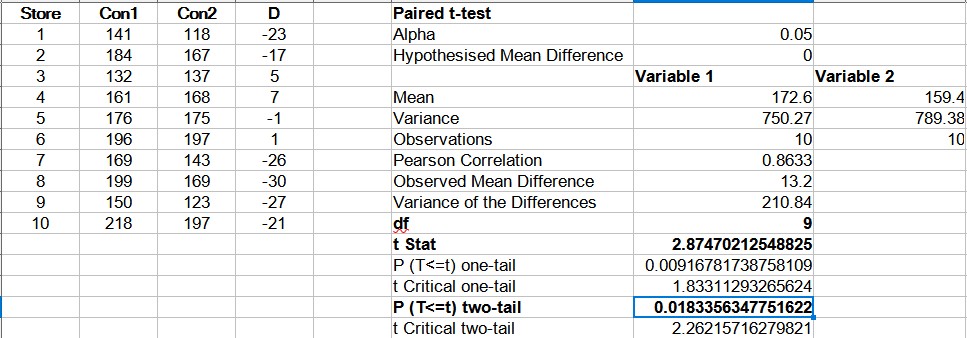 Store Con1 Con2 D Paired t-test
1 141 118 -23 Alpha 0.05
2 184 167 -17 Hypothesised Mean Difference 0
3 132 137 5 Variable 1 Variable 2
4 161 168 7 Mean 172.6 159.4
5 176 175 -1 Variance 750.27 789.38
6 196 197 1 Observations 10 10
7 169 143 -26 Pearson Correlation 0.8633
8 199 169 -30 Observed Mean Difference 13.2
9 150 123 -27 Variance of the Differences 210.84
10 218 197 -21 df 9
t Stat 2.87470212548825
P (T<=t) one-tail 0.00916781738758109
t Critical one-tail 1.83311293265624
P (T<=t) two-tail 0.0183356347751622
t Critical two-tail 2.26215716279821